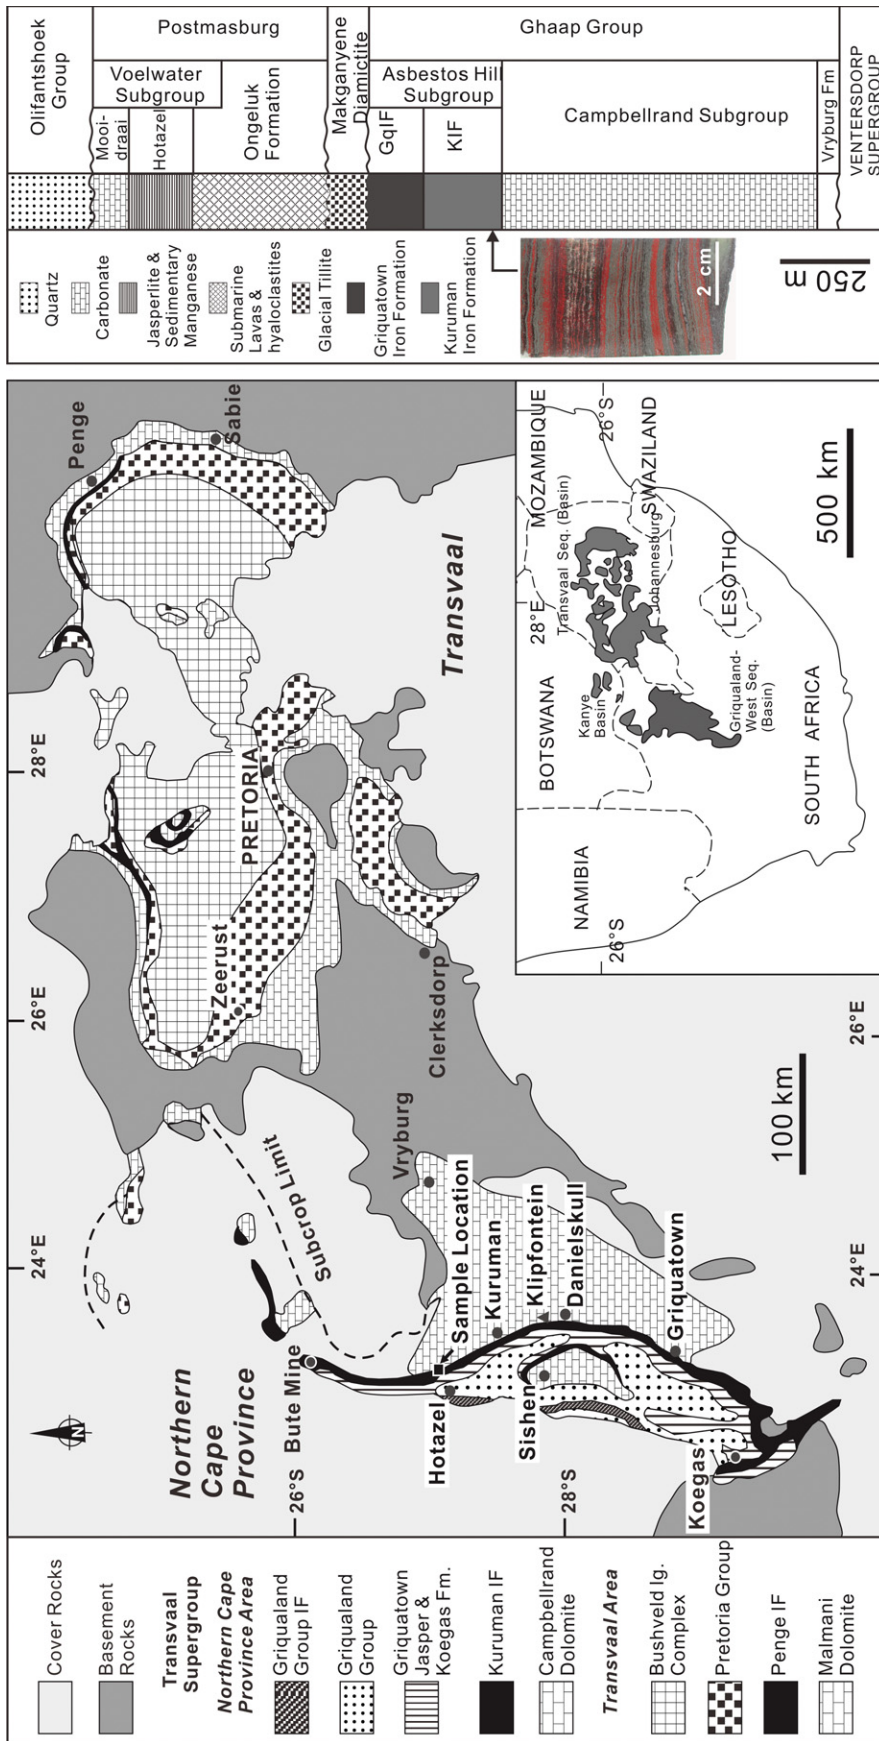 Cover Rocks
Basement
Rocks
Transvaal
Supergroup
Northern Cape
Province Area
Griqualand
Group IF
Griqualand
Group
Griquatown
Jasper &
Koegas Fm.
Kuruman IF
Campbellrand
Dolomite
Transvaal Area
Bushveld Ig.
Complex
Pretoria Group
Penge IF
Malmani
Dolomite
N
24°E
26°E
28°E
Northern
Cape
Province
26°S
28°S
Bute Mine
Subcrop Limit
Zeerust
PRETORIA
Penge
Sabie
Transvaal
Vryburg
Clerksdorp
Hotazel
Sample Location
Kuruman
Sishen
Klipfontein
Danielskull
Griquatown
Koegas
100 km
24°E
26°E
NAMIBIA
BOTSWANA
MOZAMBIQUE
28°E
26°S
26°S
Kanye
Basin
Transvaal
Seq. (Basin)
Johannesburg
SWAZILAND
LESOTHO
Griqualand-
West Seq.
(Basin)
SOUTH AFRICA
500 km
Olifantshoek
Group
Postmasburg
Voelwater
Subgroup
Mooi-
draai
Hotazel
Ongeluk
Formation
Makganyene
Diamictite
Ghaap Group
Asbestos Hill
Subgroup
GqIF
KIF
Campbellrand Subgroup
Vryburg Fm
VENTERSDORP
SUPERGROUP
Quartz
Carbonate
Jasperlite &
Sedimentary
Manganese
Submarine
Lavas &
hyaloclastites
Glacial Tillite
Griquatown
Iron Formation
Kuruman
Iron Formation
2 cm
250 m